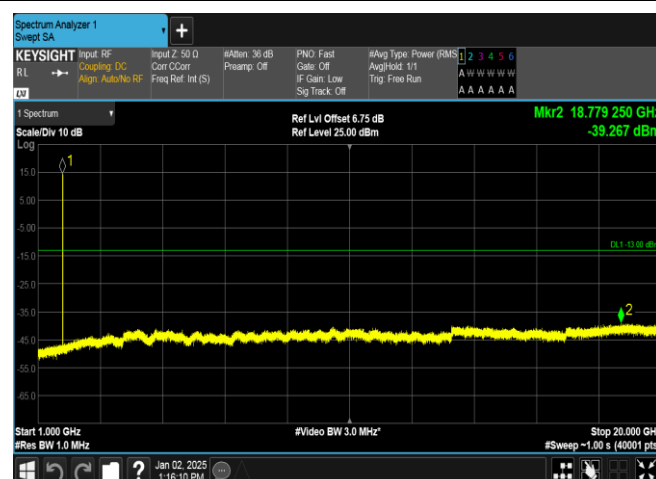 Spectrum Analyzer 1
Swept SA
+
KEYSIGHT Input: RF Input Z: 50 Ω #Atten: 36 dB PNO: Fast #Avg Type: Power (RMS 1 2 3 4 5 6
RL Coupling: DC Corr CCorr Preamp: Off Gate: Off Avg|Hold: 1/1 A W W W W W
Align: Auto/No RF Freq Ref: Int (S) IF Gain: Low Trig: Free Run
LXI Sig Track: Off A A A A A A
1 Spectrum Ref Lvl Offset 6.75 dB Mkr2 18.779 250 GHz
Scale/Div 10 dB Ref Level 25.00 dBm -39.267 dBm
Log
1
15.0
5.00
-5.00
DL1 -13.00 dBm
-15.0
-25.0
2
-35.0
-45.0
-55.0
-65.0
Start 1.000 GHz #Video BW 3.0 MHz* Stop 20.000 GH
#Res BW 1.0 MHz #Sweep ~1.00 s (40001 pts
? Jan 02, 2025
1:16:10 PM